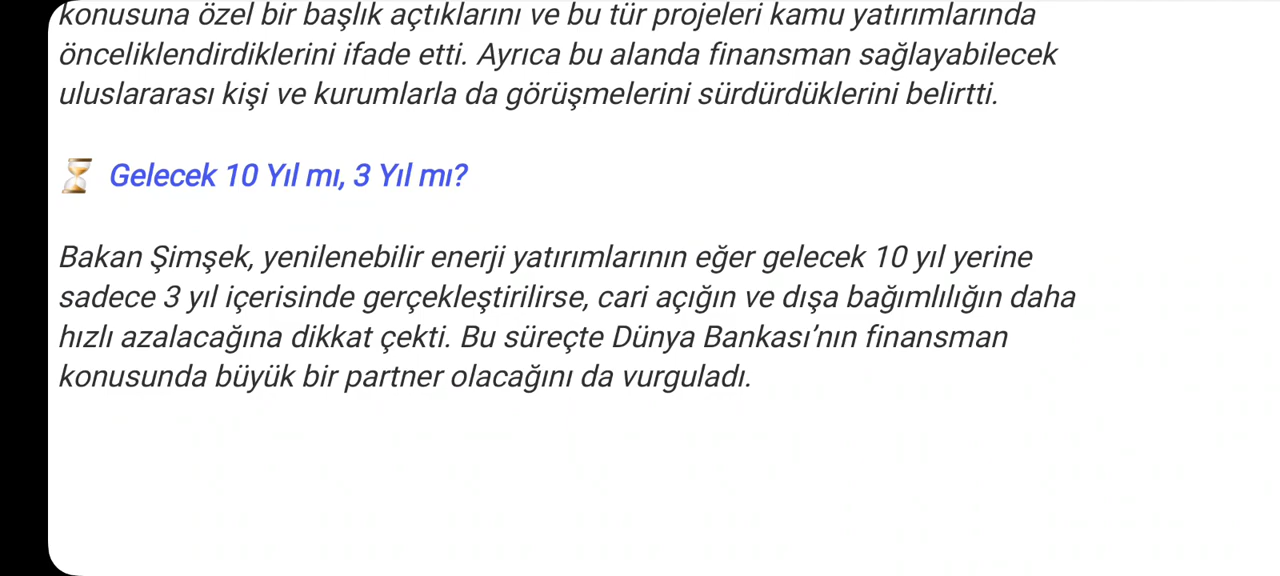 konusuna özel bir başlık açtıklarını ve bu tür projeleri kamu yatırımlarında
önceliklendirdiklerini ifade etti. Ayrıca bu alanda finansman sağlayabilecek
uluslararası kişi ve kurumlarla da görüşmelerini sürdürdüklerini belirtti.
⏳ Gelecek 10 Yıl mı, 3 Yıl mı?
Bakan Şimşek, yenilenebilir enerji yatırımlarının eğer gelecek 10 yıl yerine
sadece 3 yıl içerisinde gerçekleştirilirse, cari açığın ve dışa bağımlılığın daha
hızlı azalacağına dikkat çekti. Bu süreçte Dünya Bankası’nın finansman
konusunda büyük bir partner olacağını da vurguladı.